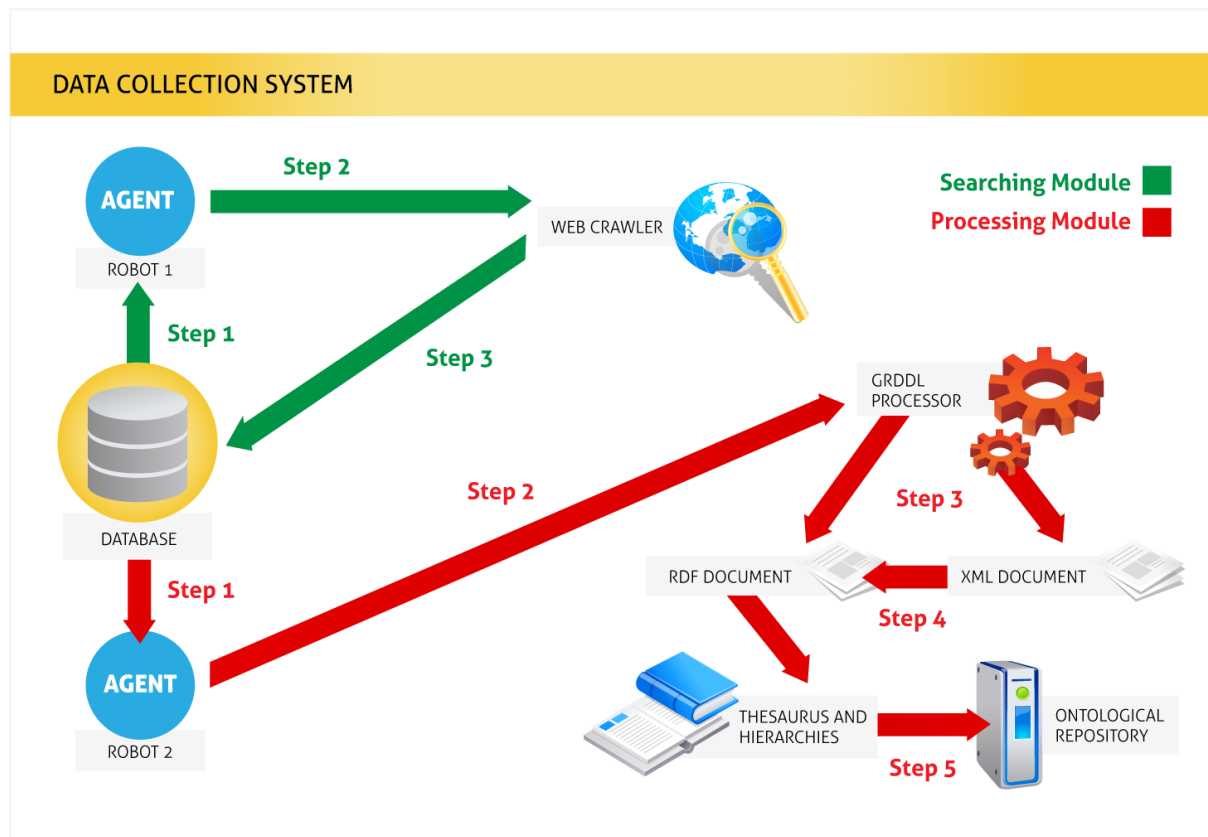 DATA COLLECTION SYSTEM
AGENT
ROBOT 1
Step 2
WEB CRAWLER
Searching Module
Processing Module
Step 1
Step 3
DATABASE
Step 1
AGENT
ROBOT 2
Step 2
GRDDL
PROCESSOR
Step 3
RDF DOCUMENT
XML DOCUMENT
Step 4
THESAURUS AND
HIERARCHIES
Step 5
ONTOLOGICAL
REPOSITORY